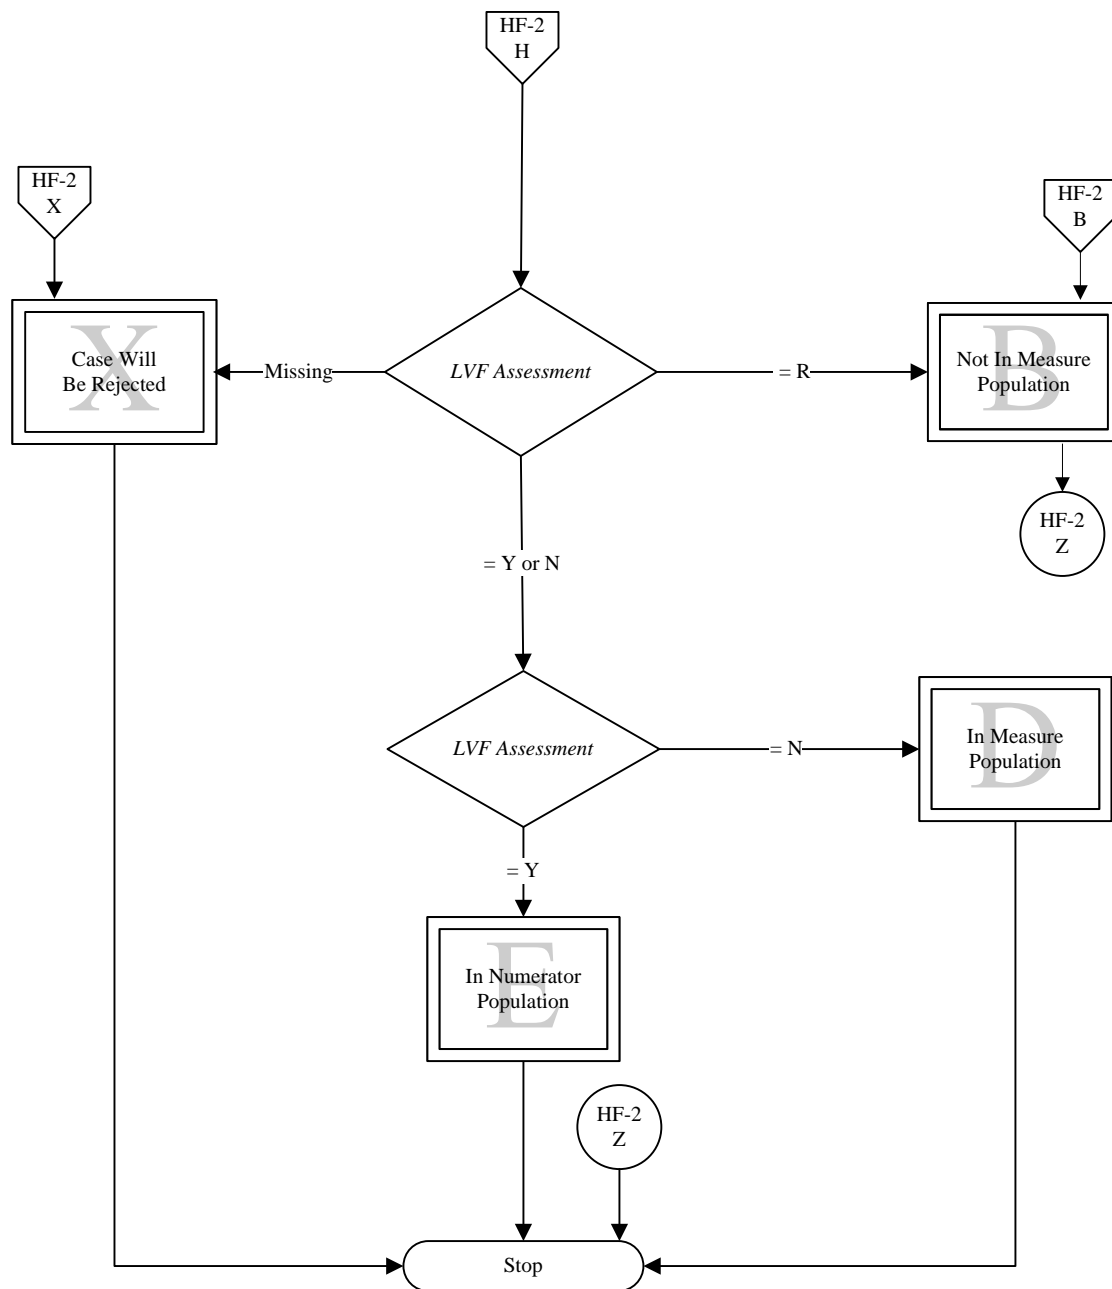 HF-2
H
HF-2
X
HF-2
B
X
Case Will
Be Rejected
Missing
LVF Assessment
= R
B
Not In Measure
Population
HF-2
Z
= Y or N
LVF Assessment
= N
D
In Measure
Population
= Y
E
In Numerator
Population
HF-2
Z
Stop